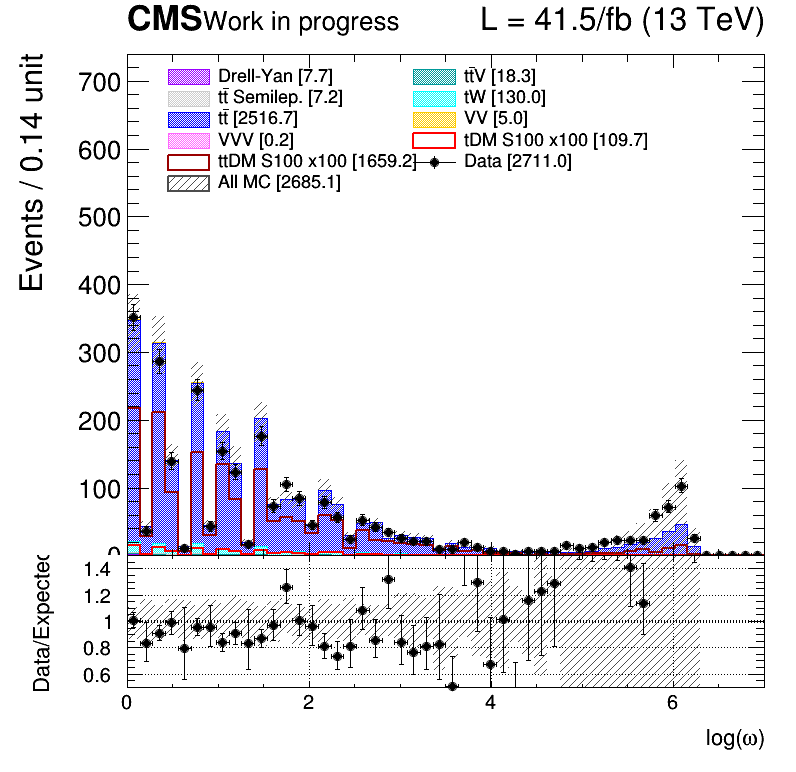 CMS Work in progress L = 41.5/fb (13 TeV)
Events / 0.14 unit
700
600
500
400
300
200
100
0
Drell-Yan [7.7]
tt̄ Semilep. [7.2]
tt̄ [2516.7]
VVV [0.2]
ttDM S100 x100 [1659.2]
All MC [2685.1]
tt̄V [18.3]
tW [130.0]
VV [5.0]
tDM S100 x100 [109.7]
Data [2711.0]
Data/Expected
1.4
1.2
1
0.8
0.6
0 2 4 6
log(ω)